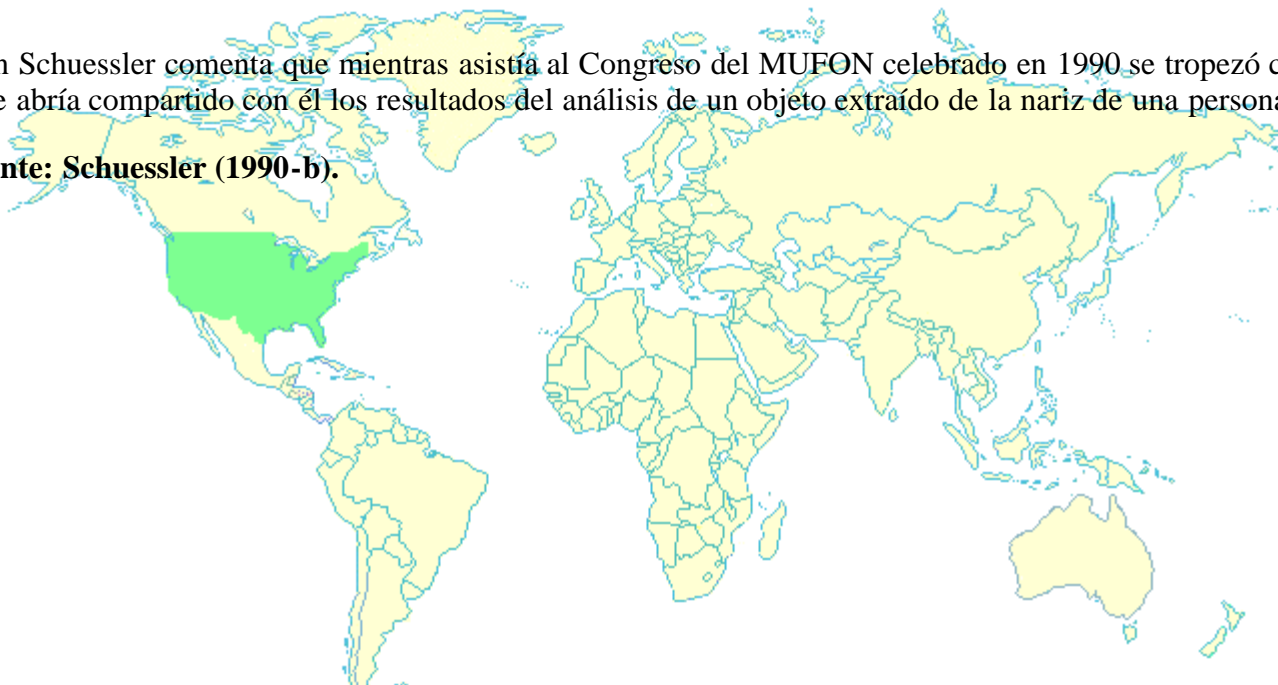 n Schuessler comenta que mientras asistía al Congreso del MUFON celebrado en 1990 se tropezó c
e abría compartido con él los resultados del análisis de un objeto extraído de la nariz de una persona
nte: Schuessler (1990-b).